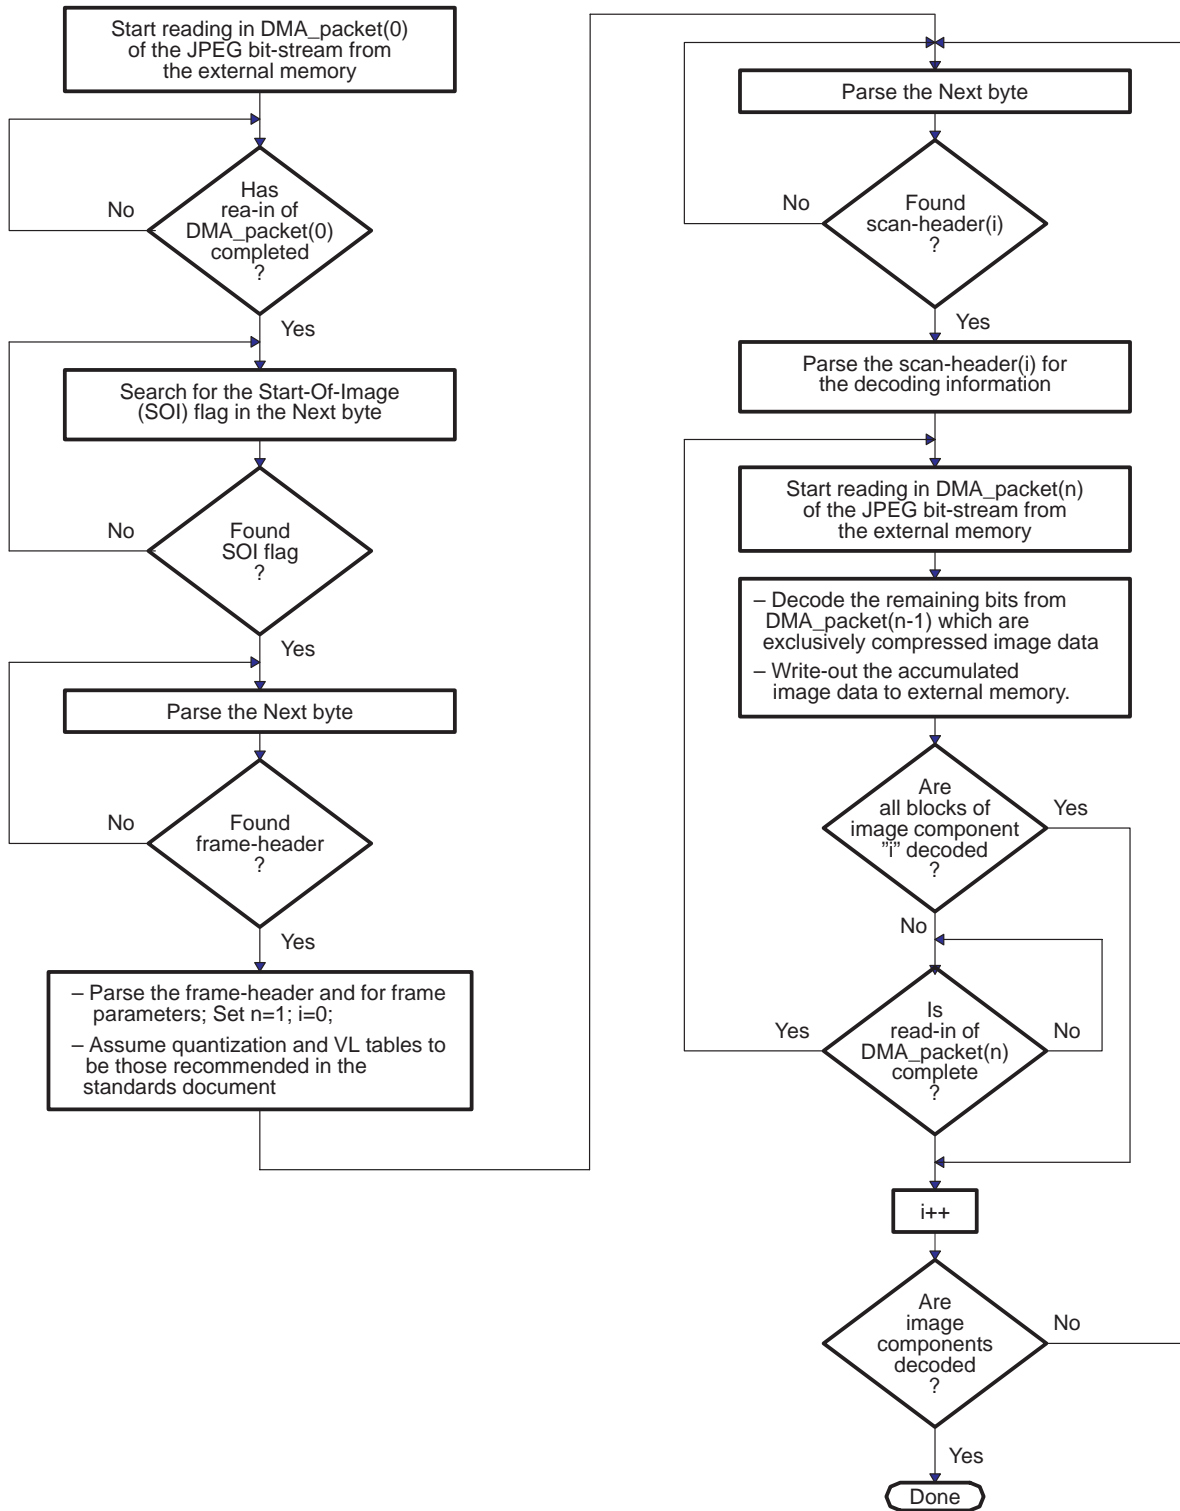 Start reading in DMA_packet(0)
of the JPEG bit-stream from
the external memory
Has
rea-in of
DMA_packet(0)
completed
?
No
Yes
Search for the Start-Of-Image
(SOI) flag in the Next byte
Found
SOI flag
?
No
Yes
Parse the Next byte
Found
frame-header
?
No
Yes
– Parse the frame-header and for frame
parameters; Set n=1; i=0;
– Assume quantization and VL tables to
be those recommended in the
standards document
Parse the Next byte
Found
scan-header(i)
?
No
Yes
Parse the scan-header(i) for
the decoding information
Start reading in DMA_packet(n)
of the JPEG bit-stream from
the external memory
– Decode the remaining bits from
DMA_packet(n-1) which are
exclusively compressed image data
– Write-out the accumulated
image data to external memory.
Are
all blocks of
image component
”i” decoded
?
Yes
No
Is
read-in of
DMA_packet(n)
complete
?
Yes
No
i++
Are
image
components
decoded
?
No
Yes
Done